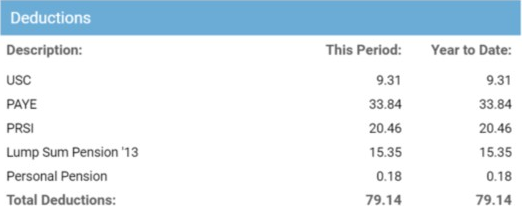 Deductions
Description: This Period: Year to Date:
USC 9.31 9.31
PAYE 33.84 33.84
PRSI 20.46 20.46
Lump Sum Pension '13 15.35 15.35
Personal Pension 0.18 0.18
Total Deductions: 79.14 79.14